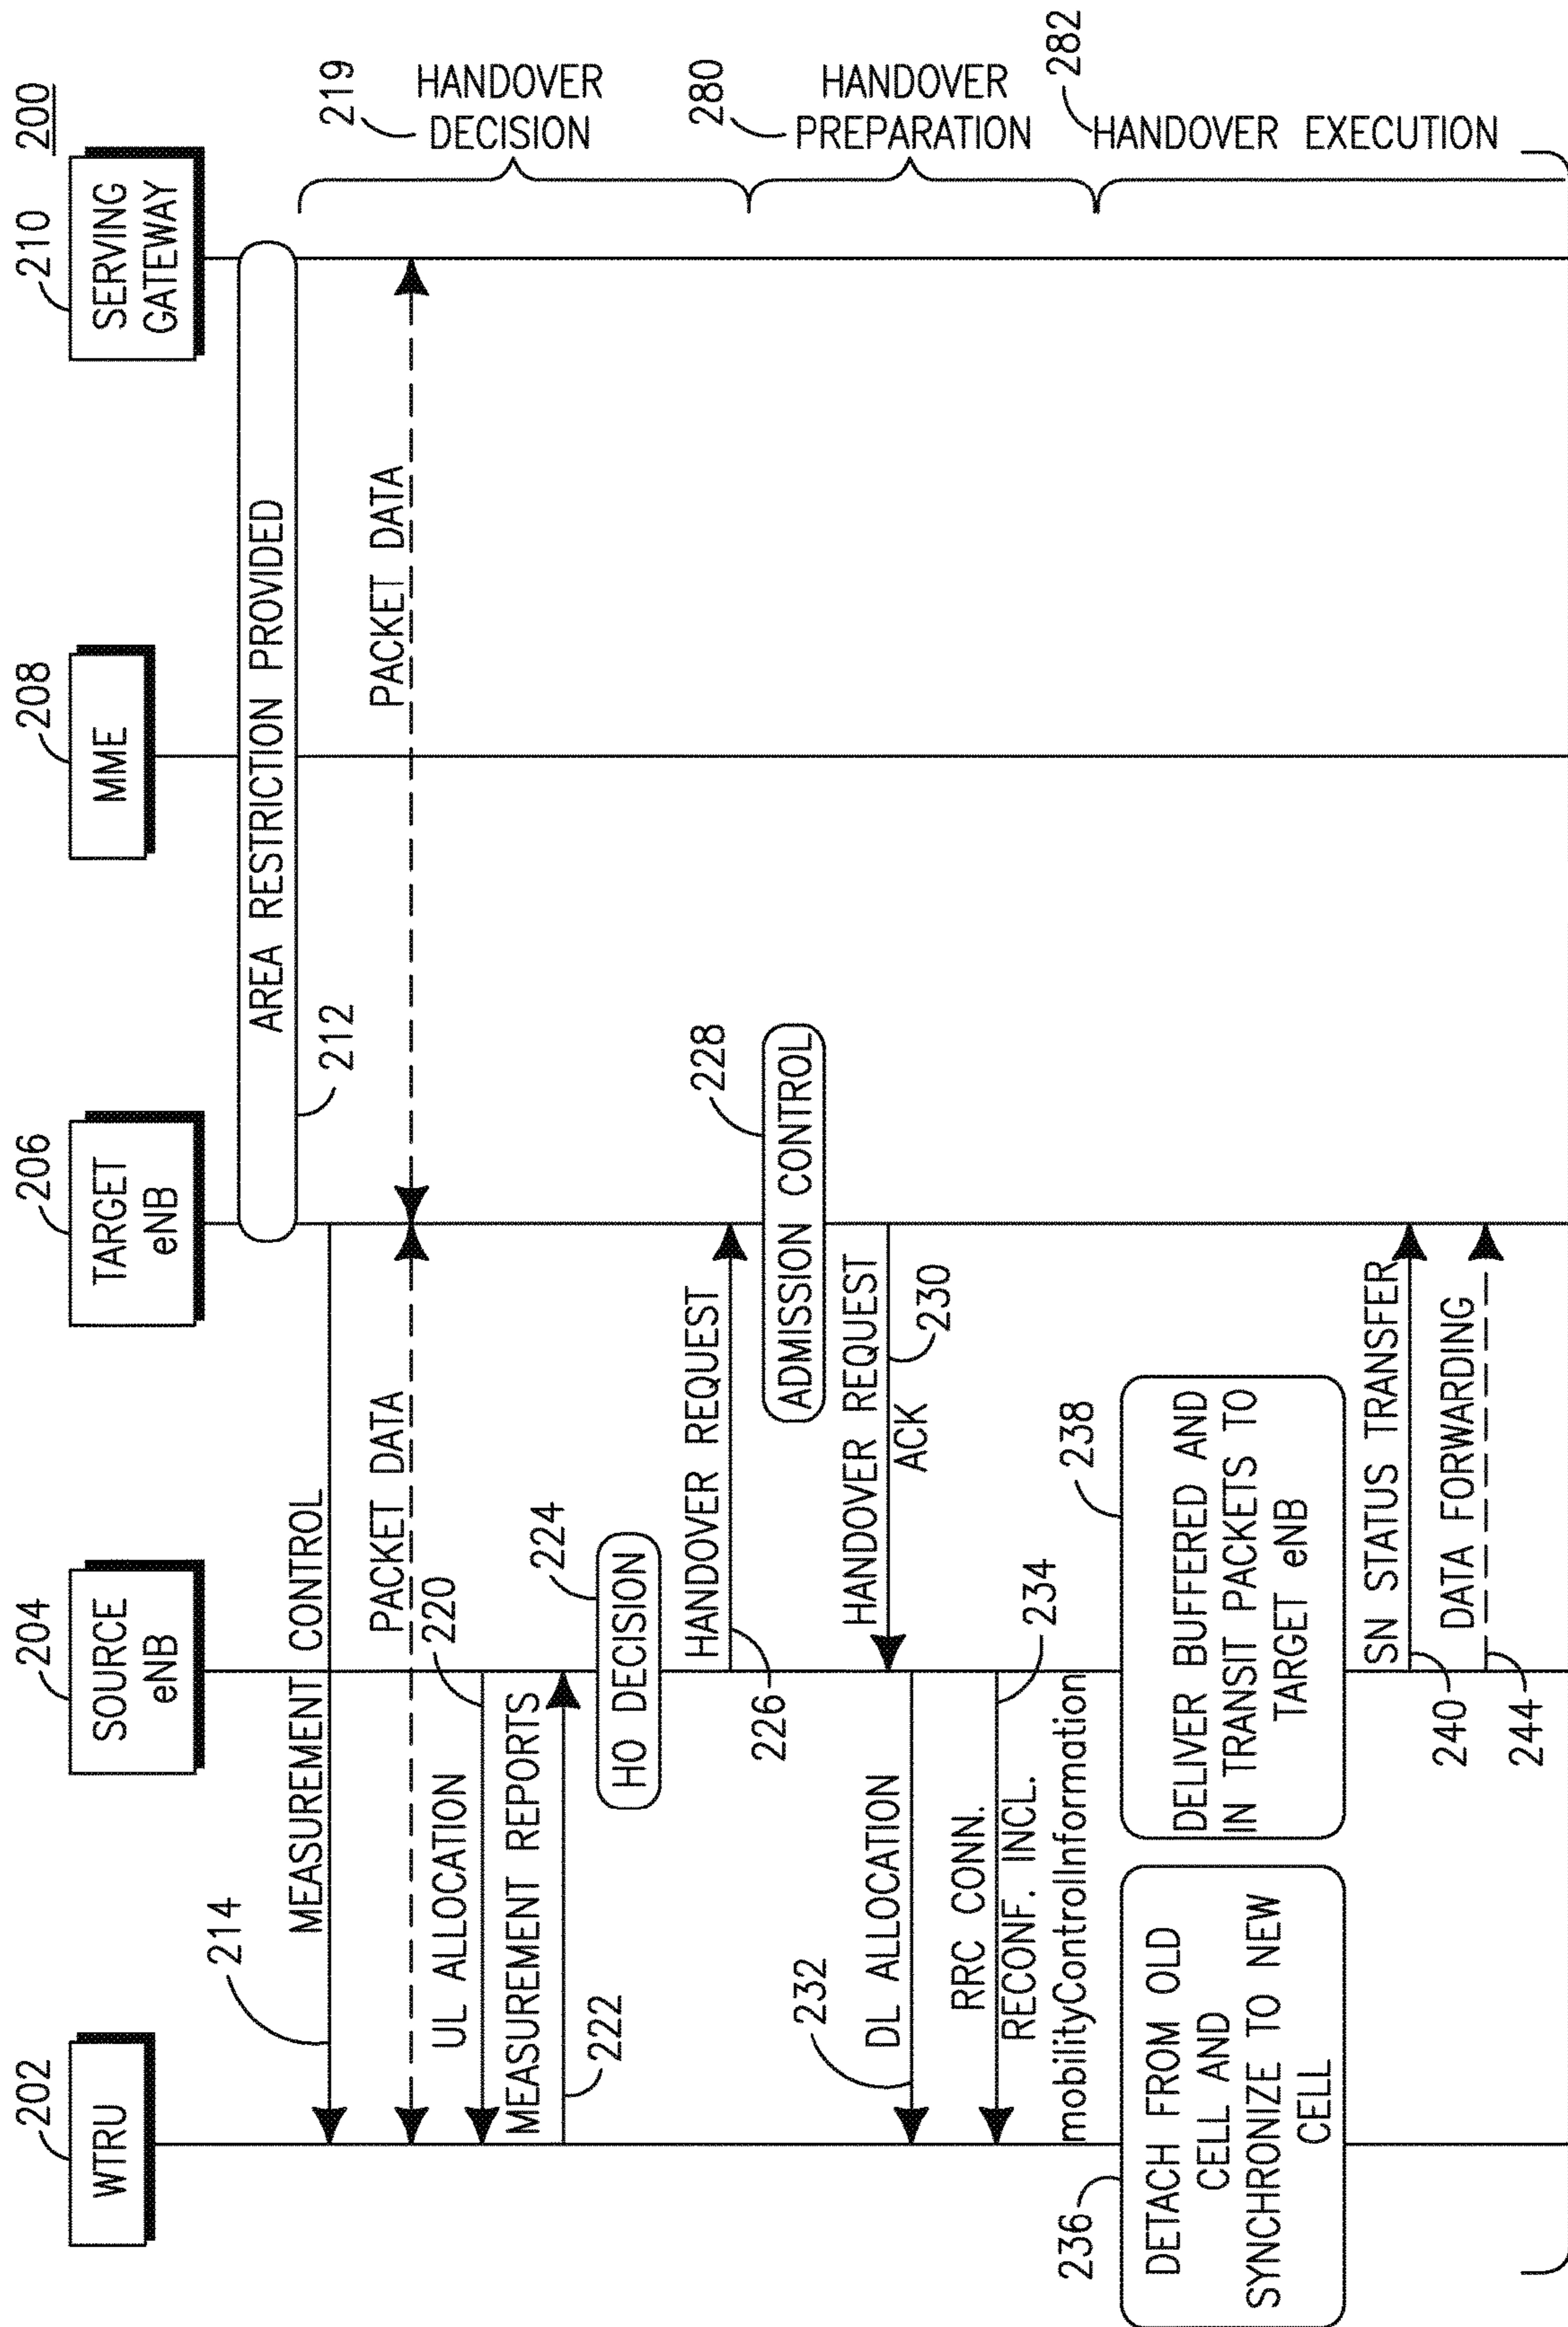 200
202
WTRU
204
SOURCE
eNB
206
TARGET
eNB
208
MME
210
SERVING
GATEWAY
AREA RESTRICTION PROVIDED
212
214
MEASUREMENT CONTROL
219
HANDOVER
DECISION
PACKET DATA
PACKET DATA
UL ALLOCATION
220
MEASUREMENT REPORTS
222
HO DECISION
224
HANDOVER REQUEST
226
280
HANDOVER
PREPARATION
ADMISSION CONTROL
228
HANDOVER REQUEST
ACK
230
DL ALLOCATION
232
RRC CONN.
RECONF. INCL.
mobilityControlInformation
234
282
HANDOVER EXECUTION
236
DETACH FROM OLD
CELL AND
SYNCHRONIZE TO NEW
CELL
238
DELIVER BUFFERED AND
IN TRANSIT PACKETS TO
TARGET eNB
SN STATUS TRANSFER
240
DATA FORWARDING
244